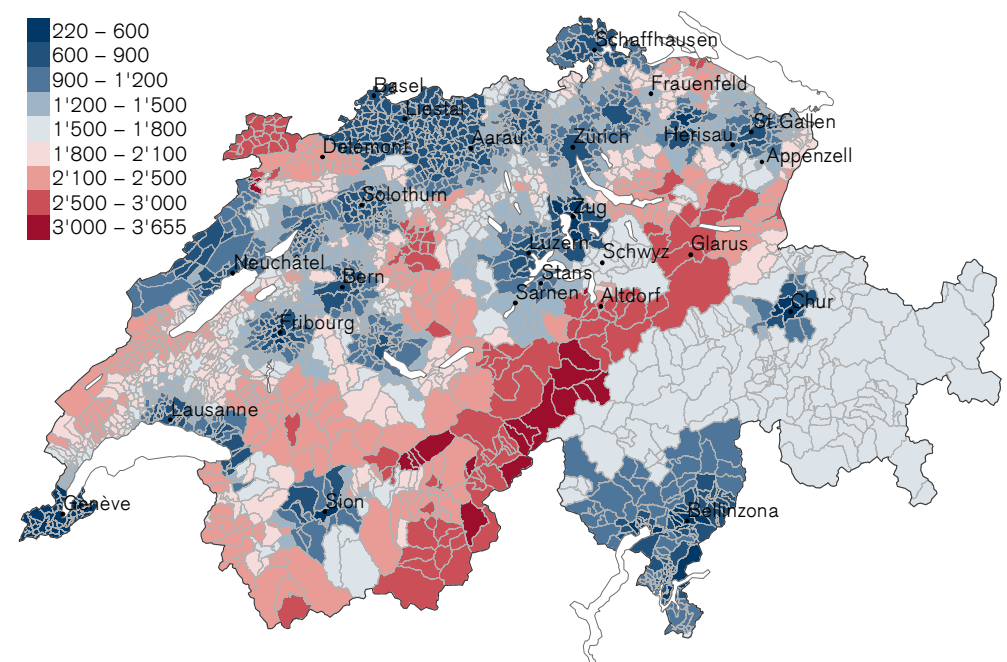 220 – 600
600 – 900
900 – 1'200
1'200 – 1'500
1'500 – 1'800
1'800 – 2'100
2'100 – 2'500
2'500 – 3'000
3'000 – 3'655
Schaffhausen
Basel
Frauenfeld
Liestal
St.Gallen
Delémont
Aarau
Zürich
Herisau
Appenzell
Solothurn
Zug
Luzern
Schwyz
Glarus
Neuchâtel
Bern
Stans
Sarnen
Altdorf
Chur
Fribourg
Lausanne
Genève
Sion
Bellinzona